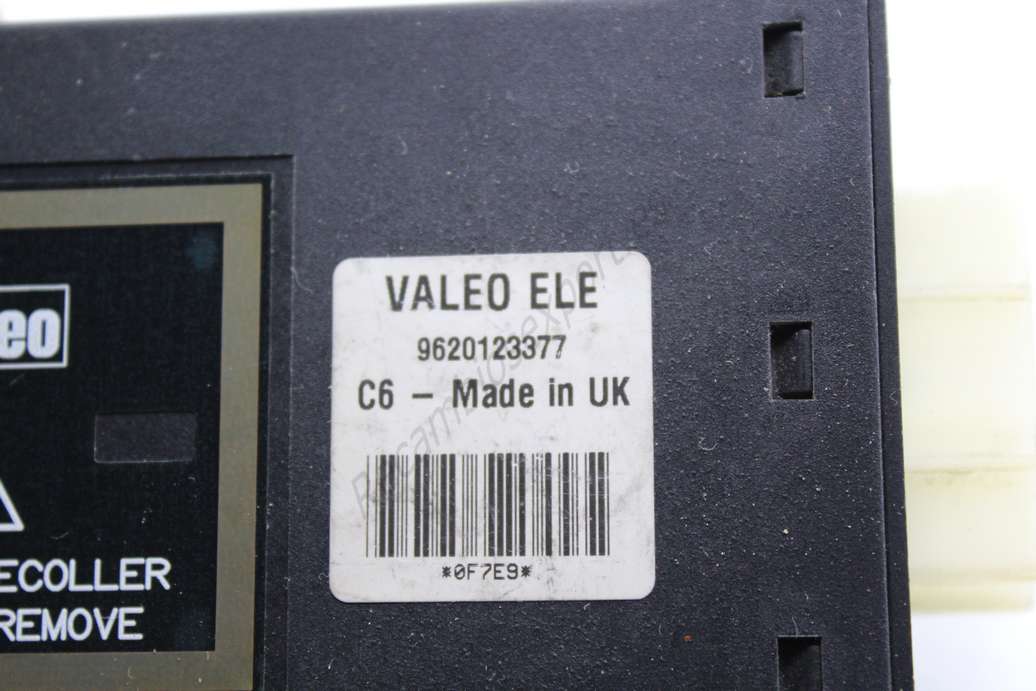 VALEO ELE
9620123377
C6 – Made in UK
*0F7E9*
eo
ECOLLER
REMOVE